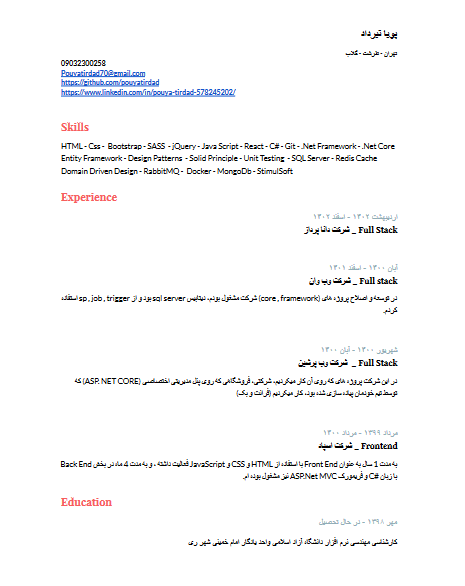 پویا تیرداد
تهران - طرشت - گلاب
09032300258
Pouyatirdad70@gmail.com
https://github.com/pouyatirdad
https://www.linkedin.com/in/pouya-tirdad-578245202/
Skills
HTML - Css - Bootstrap - SASS - jQuery - Java Script - React - C# - Git - .Net Framework - .Net Core
Entity Framework - Design Patterns - Solid Principle - Unit Testing - SQL Server - Redis Cache
Domain Driven Design - RabbitMQ - Docker - MongoDb - StimulSoft
Experience
اردیبهشت ۱۴۰۲ - اسفند ۱۴۰۲
Full Stack _ شرکت دانا پرداز
آبان ۱۴۰۰ - اسفند ۱۴۰۱
Full Stack _ شرکت وب وان
در توسعه و اصلاح پروژه های (core , framework) شرکت مشغول بودم، دیتابیس sql server بود و از sp , job , trigger استفاده
کردم.
شهریور ۱۴۰۰ - آبان ۱۴۰۰
Full Stack _ شرکت وب پرشین
در این شرکت پروژه های که روی آن کار میکردیم، شرکتی، فروشگاهی که روی پنل مدیریتی اختصاصی (ASP. NET CORE) که
توسط تیم خودمان پیاده سازی شده بود، کار میکردیم (فرانت و بک)
مرداد ۱۳۹۹ - مرداد ۱۴۰۰
Frontend _ شرکت اسپاد
به مدت 1 سال به عنوان Front End با استفاده از HTML و CSS و JavaScript فعالیت داشته ، و به مدت 4 ماه در بخش Back End
با زبان C# و فریمورک ASP.Net MVC نیز مشغول بوده ام.
Education
مهر ۱۳۹۸ - در حال تحصیل
کارشناسی مهندسی نرم افزار دانشگاه آزاد اسلامی واحد یادگار امام خمینی شهر ری